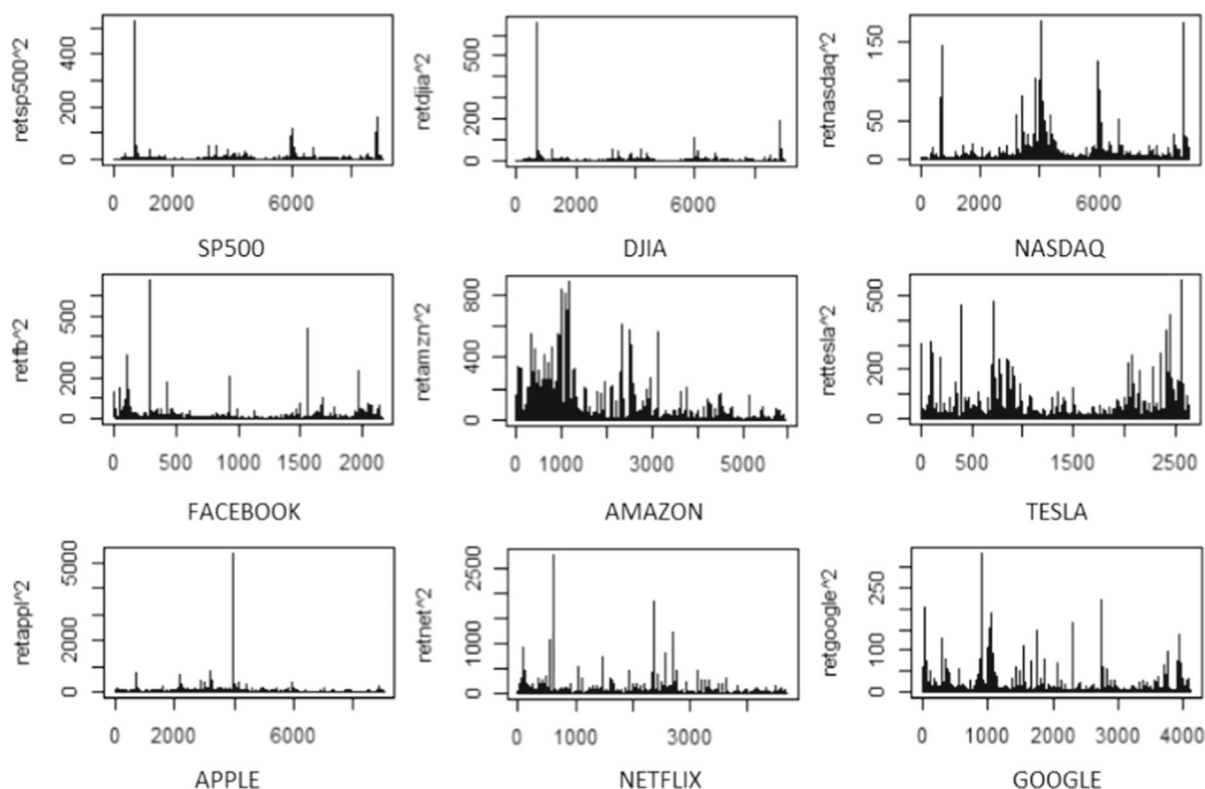 retsp500^2
0 200 400
0 2000 6000
SP500
retdjia^2
0 200 500
0 2000 6000
DJIA
retnasdaq^2
0 50 150
0 2000 6000
NASDAQ
retfb^2
0 200 500
0 500 1000 1500 2000
FACEBOOK
retamzn^2
0 400 800
0 1000 3000 5000
AMAZON
rettesla^2
0 200 500
0 500 1500 2500
TESLA
retappl^2
0 2000 5000
0 2000 6000
APPLE
retnet^2
0 1000 2500
0 1000 3000
NETFLIX
retgoogle^2
0 100 250
0 1000 2000 3000 4000
GOOGLE